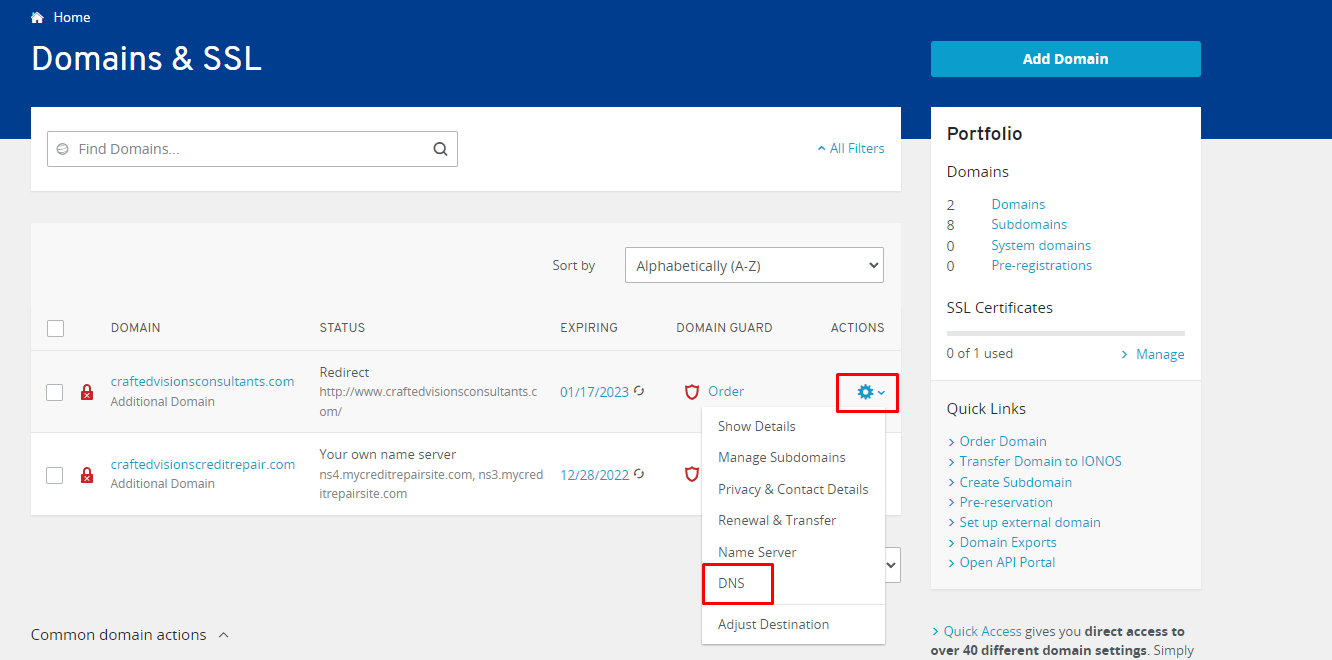 Home
Domains & SSL
Add Domain
Find Domains...
All Filters
Sort by
Alphabetically (A-Z)
DOMAIN STATUS EXPIRING DOMAIN GUARD ACTIONS
craftedvisionsconsultants.com
Additional Domain
Redirect
http://www.craftedvisionsconsultants.c
om/
01/17/2023
Order
craftedvisionscreditrepair.com
Additional Domain
Your own name server
ns4.mycreditrepairsite.com, ns3.mycred
itrepairsite.com
12/28/2022
Show Details
Manage Subdomains
Privacy & Contact Details
Renewal & Transfer
Name Server
DNS
Adjust Destination
Common domain actions
Portfolio
Domains
2 Domains
8 Subdomains
0 System domains
0 Pre-registrations
SSL Certificates
0 of 1 used
Manage
Quick Links
Order Domain
Transfer Domain to IONOS
Create Subdomain
Pre-reservation
Set up external domain
Domain Exports
Open API Portal
Quick Access gives you direct access to
over 40 different domain settings. Simply